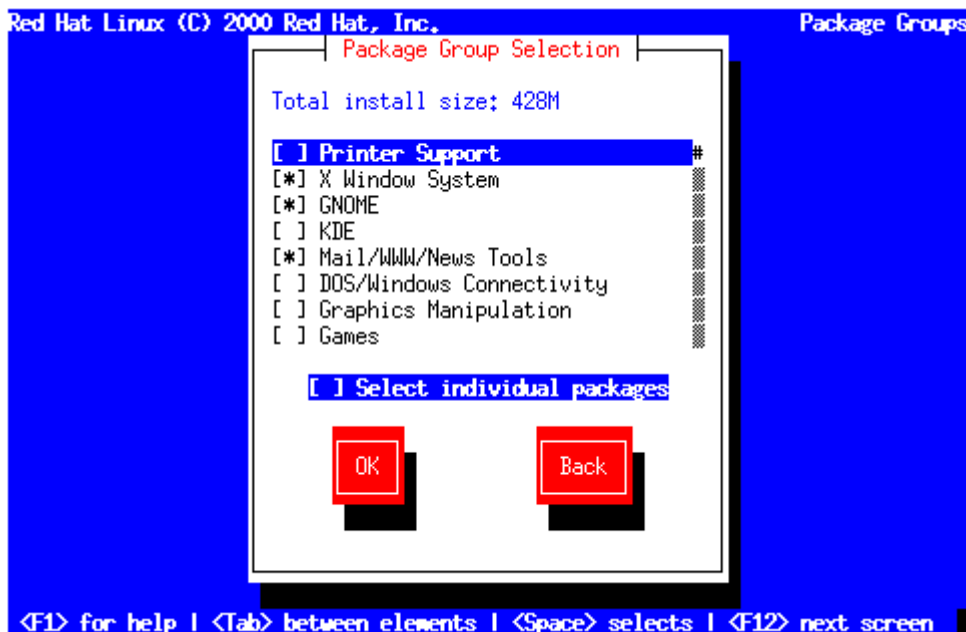 Red Hat Linux (C) 2000 Red Hat, Inc. Package Groups
Package Group Selection
Total install size: 428M
[ ] Printer Support #
[*] X Window System
[*] GNOME
[ ] KDE
[*] Mail/WWW/News Tools
[ ] DOS/Windows Connectivity
[ ] Graphics Manipulation
[ ] Games
[ ] Select individual packages
OK Back
<F1> for help | <Tab> between elements | <Space> selects | <F12> next screen